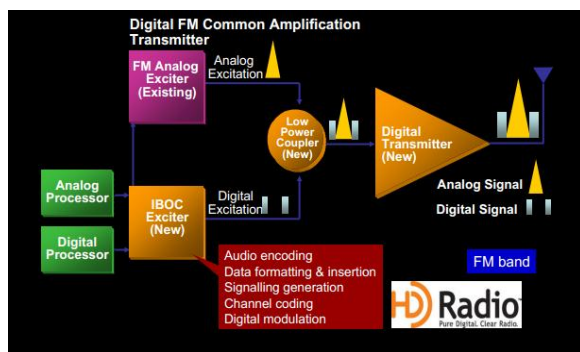 Digital FM Common Amplification
Transmitter
FM Analog
Exciter
(Existing)
Analog
Excitation
Low
Power
Coupler
(New)
Digital
Transmitter
(New)
Analog
Processor
IBOC
Exciter
(New)
Digital
Excitation
Digital
Processor
Analog Signal
Digital Signal
Audio encoding
Data formatting & insertion
Signalling generation
Channel coding
Digital modulation
FM band
HD Radio
Pure Digital. Clear Radio.